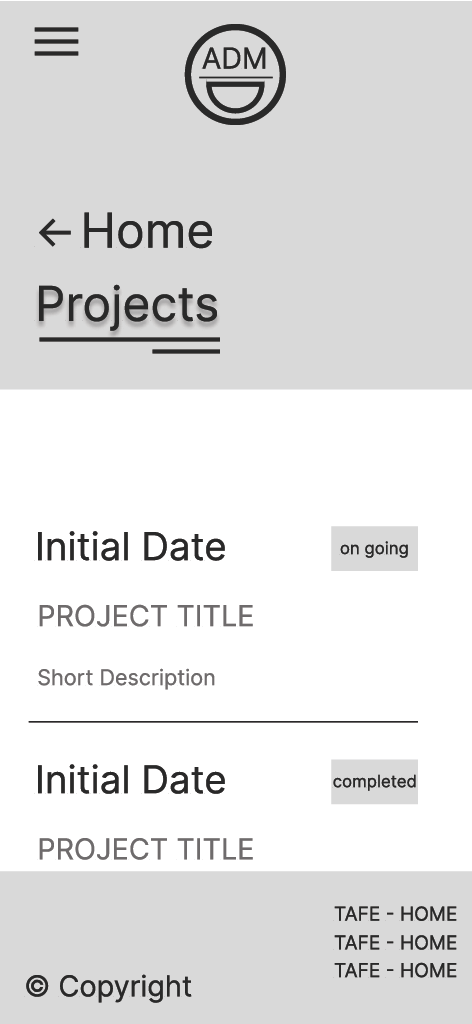 ADM
← Home
Projects
Initial Date
on going
PROJECT TITLE
Short Description
Initial Date
completed
PROJECT TITLE
TAFE - HOME
TAFE - HOME
TAFE - HOME
© Copyright